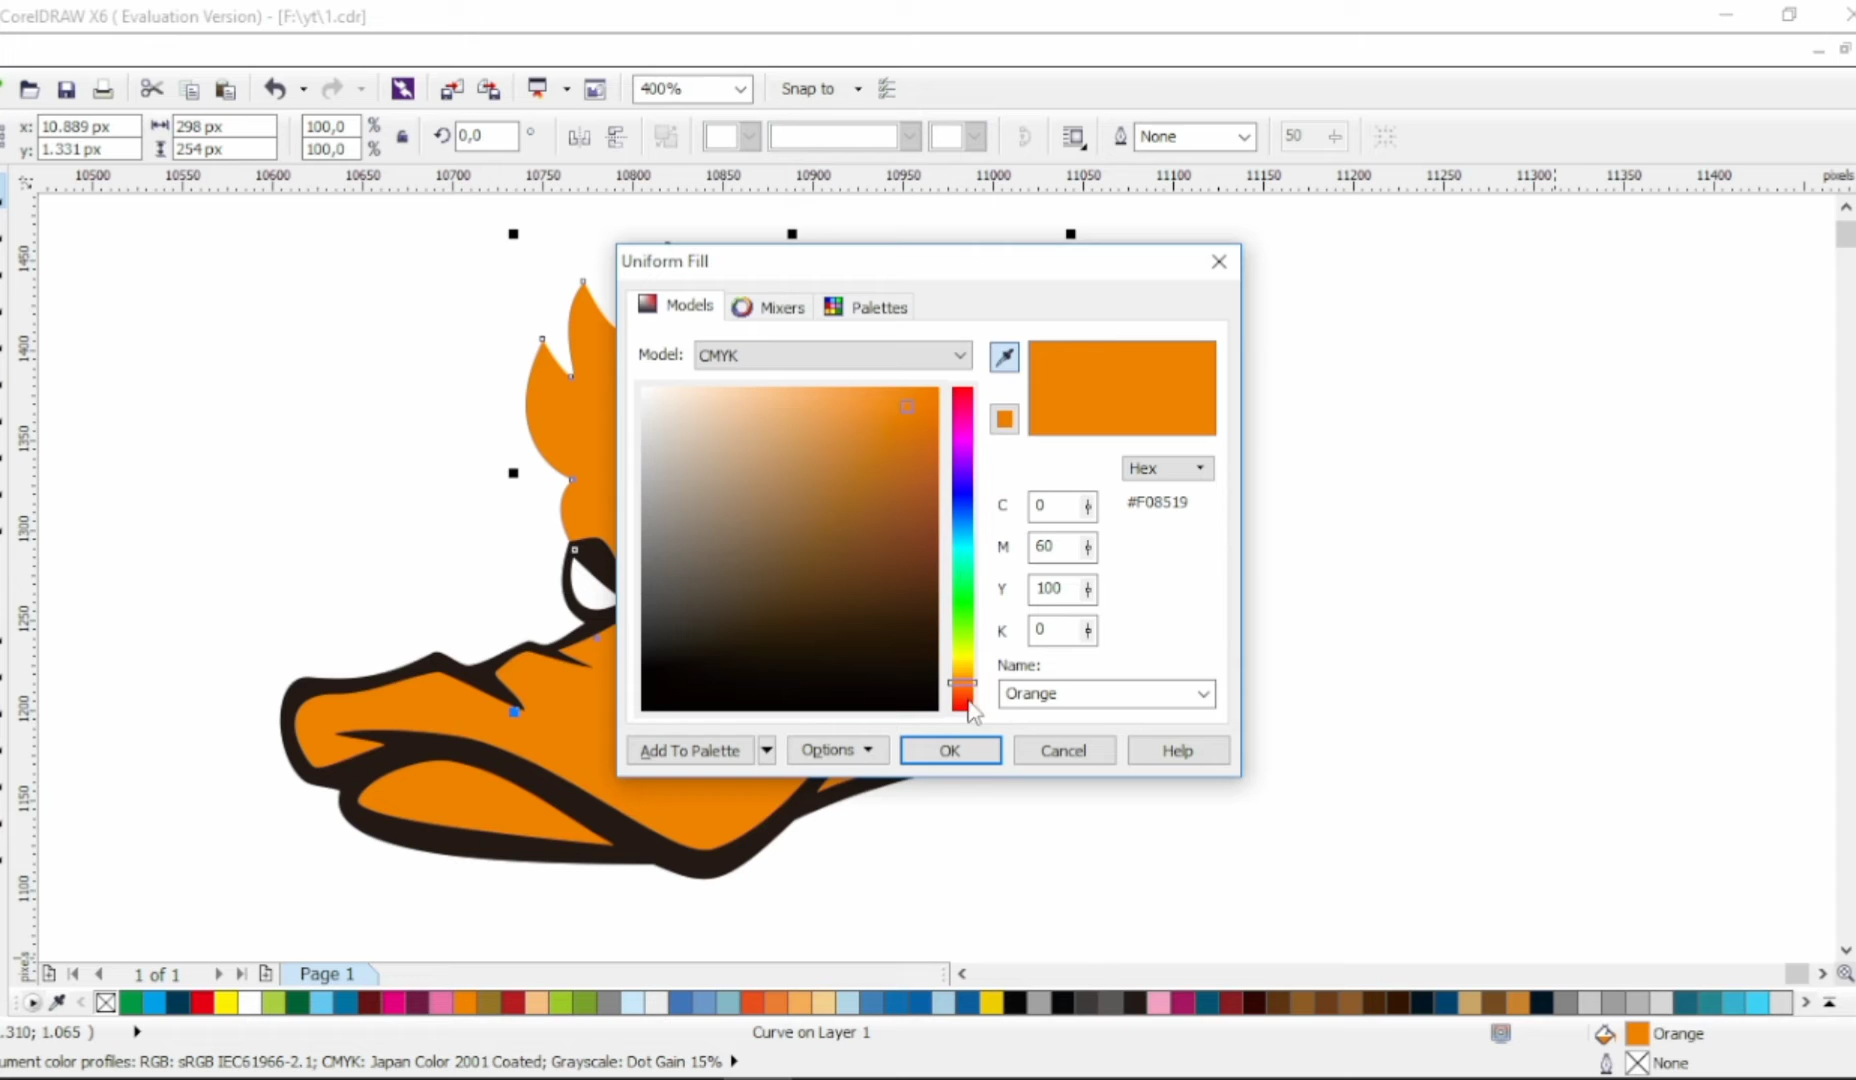 CorelDRAW X6 ( Evaluation Version) - [F:\yt\1.cdr]
400%
Snap to
x: 10.889 px
298 px
100,0 %
0,0 °
None
50
y: 1.331 px
254 px
100,0 %
10500 10550 10600 10650 10700 10750 10800 10850 10900 10950 11000 11050 11100 11150 11200 11250 11300 11350 11400 pixels
1450
1400
1350
1300
1250
1200
1150
1100
pixels
Uniform Fill
Models
Mixers
Palettes
Model: CMYK
Hex
#F08519
C 0
M 60
Y 100
K 0
Name:
Orange
Add To Palette
Options
OK
Cancel
Help
1 of 1
Page 1
.310; 1.065 )
Curve on Layer 1
Orange
ument color profiles: RGB: sRGB IEC61966-2.1; CMYK: Japan Color 2001 Coated; Grayscale: Dot Gain 15%
None